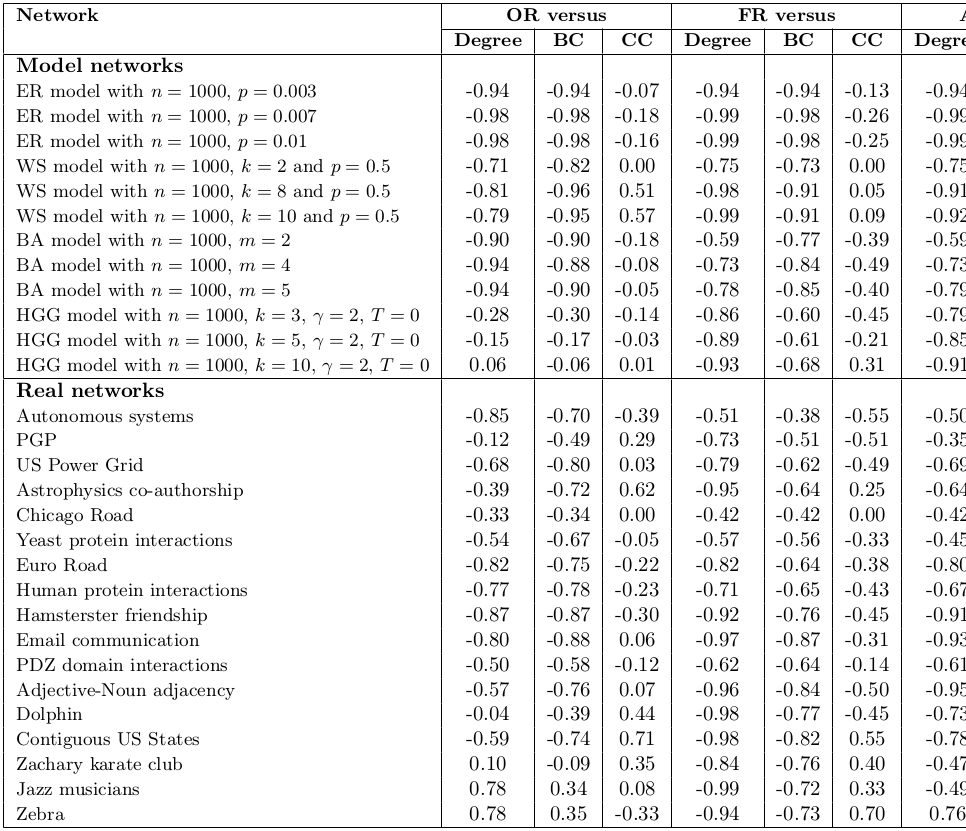 Network OR versus FR versus A
Degree BC CC Degree BC CC Degre
Model networks
ER model with n = 1000, p = 0.003 -0.94 -0.94 -0.07 -0.94 -0.94 -0.13 -0.94
ER model with n = 1000, p = 0.007 -0.98 -0.98 -0.18 -0.99 -0.98 -0.26 -0.99
ER model with n = 1000, p = 0.01 -0.98 -0.98 -0.16 -0.99 -0.98 -0.25 -0.99
WS model with n = 1000, k = 2 and p = 0.5 -0.71 -0.82 0.00 -0.75 -0.73 0.00 -0.75
WS model with n = 1000, k = 8 and p = 0.5 -0.81 -0.96 0.51 -0.98 -0.91 0.05 -0.91
WS model with n = 1000, k = 10 and p = 0.5 -0.79 -0.95 0.57 -0.99 -0.91 0.09 -0.92
BA model with n = 1000, m = 2 -0.90 -0.90 -0.18 -0.59 -0.77 -0.39 -0.59
BA model with n = 1000, m = 4 -0.94 -0.88 -0.08 -0.73 -0.84 -0.49 -0.73
BA model with n = 1000, m = 5 -0.94 -0.90 -0.05 -0.78 -0.85 -0.40 -0.79
HGG model with n = 1000, k = 3, γ = 2, T = 0 -0.28 -0.30 -0.14 -0.86 -0.60 -0.45 -0.79
HGG model with n = 1000, k = 5, γ = 2, T = 0 -0.15 -0.17 -0.03 -0.89 -0.61 -0.21 -0.85
HGG model with n = 1000, k = 10, γ = 2, T = 0 0.06 -0.06 0.01 -0.93 -0.68 0.31 -0.91
Real networks
Autonomous systems -0.85 -0.70 -0.39 -0.51 -0.38 -0.55 -0.50
PGP -0.12 -0.49 0.29 -0.73 -0.51 -0.51 -0.35
US Power Grid -0.68 -0.80 0.03 -0.79 -0.62 -0.49 -0.69
Astrophysics co-authorship -0.39 -0.72 0.62 -0.95 -0.64 0.25 -0.64
Chicago Road -0.33 -0.34 0.00 -0.42 -0.42 0.00 -0.42
Yeast protein interactions -0.54 -0.67 -0.05 -0.57 -0.56 -0.33 -0.45
Euro Road -0.82 -0.75 -0.22 -0.82 -0.64 -0.38 -0.80
Human protein interactions -0.77 -0.78 -0.23 -0.71 -0.65 -0.43 -0.67
Hamsterster friendship -0.87 -0.87 -0.30 -0.92 -0.76 -0.45 -0.91
Email communication -0.80 -0.88 0.06 -0.97 -0.87 -0.31 -0.93
PDZ domain interactions -0.50 -0.58 -0.12 -0.62 -0.64 -0.14 -0.61
Adjective-Noun adjacency -0.57 -0.76 0.07 -0.96 -0.84 -0.50 -0.95
Dolphin -0.04 -0.39 0.44 -0.98 -0.77 -0.45 -0.73
Contiguous US States -0.59 -0.74 0.71 -0.98 -0.82 0.55 -0.78
Zachary karate club 0.10 -0.09 0.35 -0.84 -0.76 0.40 -0.47
Jazz musicians 0.78 0.34 0.08 -0.99 -0.72 0.33 -0.49
Zebra 0.78 0.35 -0.33 -0.94 -0.73 0.70 0.76